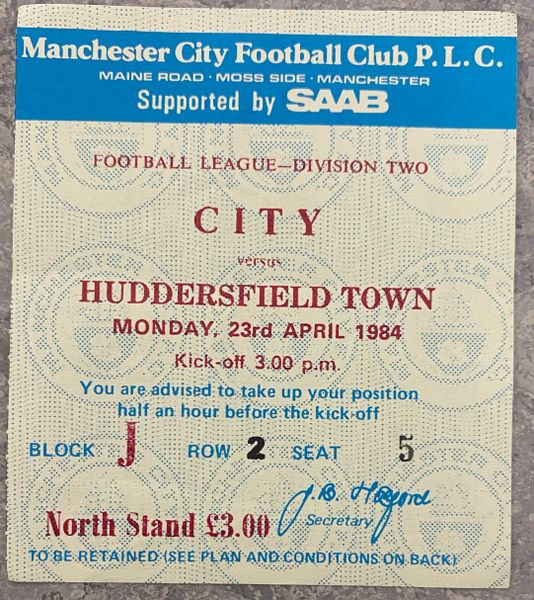 Manchester City Football Club P.L.C.
MAINE ROAD · MOSS SIDE · MANCHESTER
Supported by SAAB
FOOTBALL LEAGUE—DIVISION TWO
CITY
versus
HUDDERSFIELD TOWN
MONDAY, 23rd APRIL 1984
Kick-off 3.00 p.m.
You are advised to take up your position
half an hour before the kick-off
BLOCK J ROW 2 SEAT 5
J.B. Halford
North Stand £3.00 Secretary
TO BE RETAINED (SEE PLAN AND CONDITIONS ON BACK)